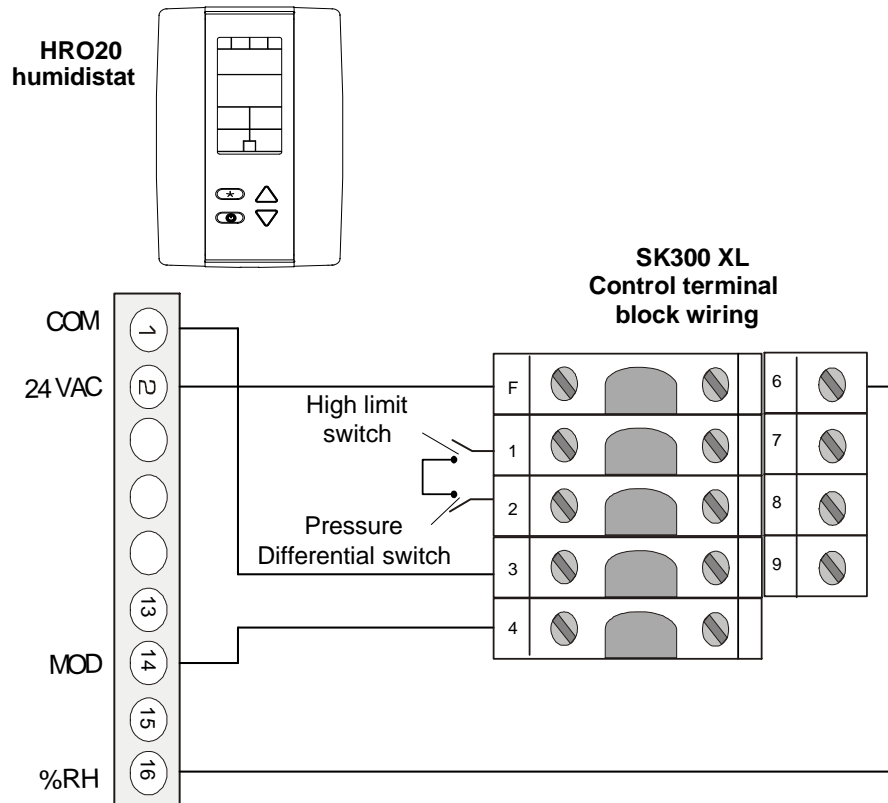 HRO20
humidistat
SK300 XL
Control terminal
block wiring
COM
1
24 VAC
2
13
MOD
14
15
%RH
16
High limit
switch
Pressure
Differential switch
F
1
2
3
4
6
7
8
9